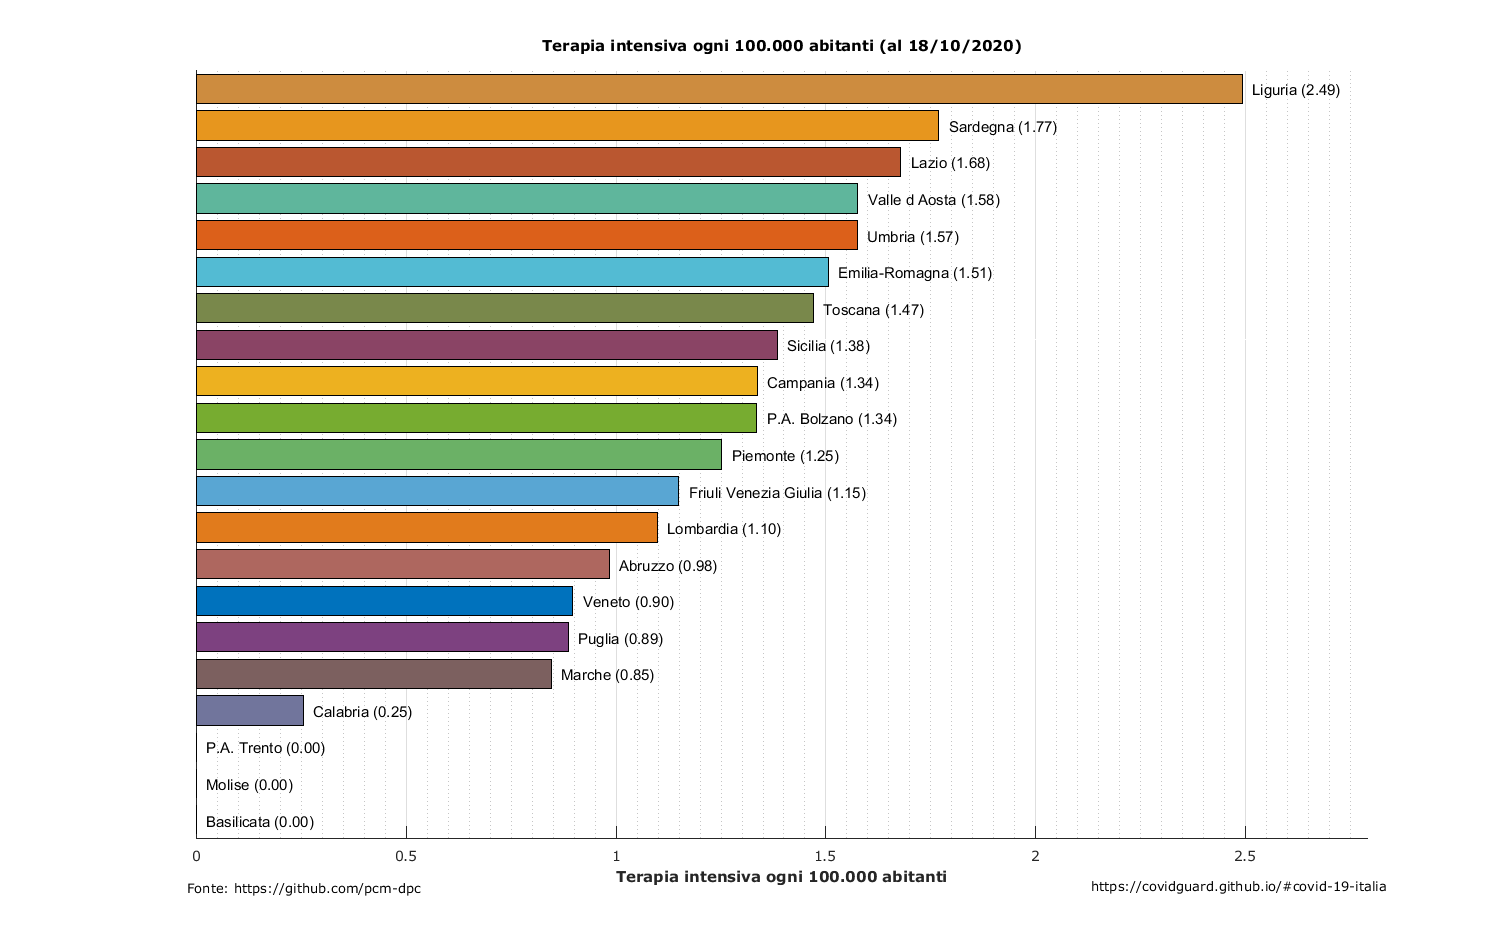 Terapia intensiva ogni 100.000 abitanti (al 18/10/2020)
Liguria (2.49)
Sardegna (1.77)
Lazio (1.68)
Valle d Aosta (1.58)
Umbria (1.57)
Emilia-Romagna (1.51)
Toscana (1.47)
Sicilia (1.38)
Campania (1.34)
P.A. Bolzano (1.34)
Piemonte (1.25)
Friuli Venezia Giulia (1.15)
Lombardia (1.10)
Abruzzo (0.98)
Veneto (0.90)
Puglia (0.89)
Marche (0.85)
Calabria (0.25)
P.A. Trento (0.00)
Molise (0.00)
Basilicata (0.00)
0 0.5 1 1.5 2 2.5
Terapia intensiva ogni 100.000 abitanti
Fonte: https://github.com/pcm-dpc
https://covidguard.github.io/#covid-19-italia